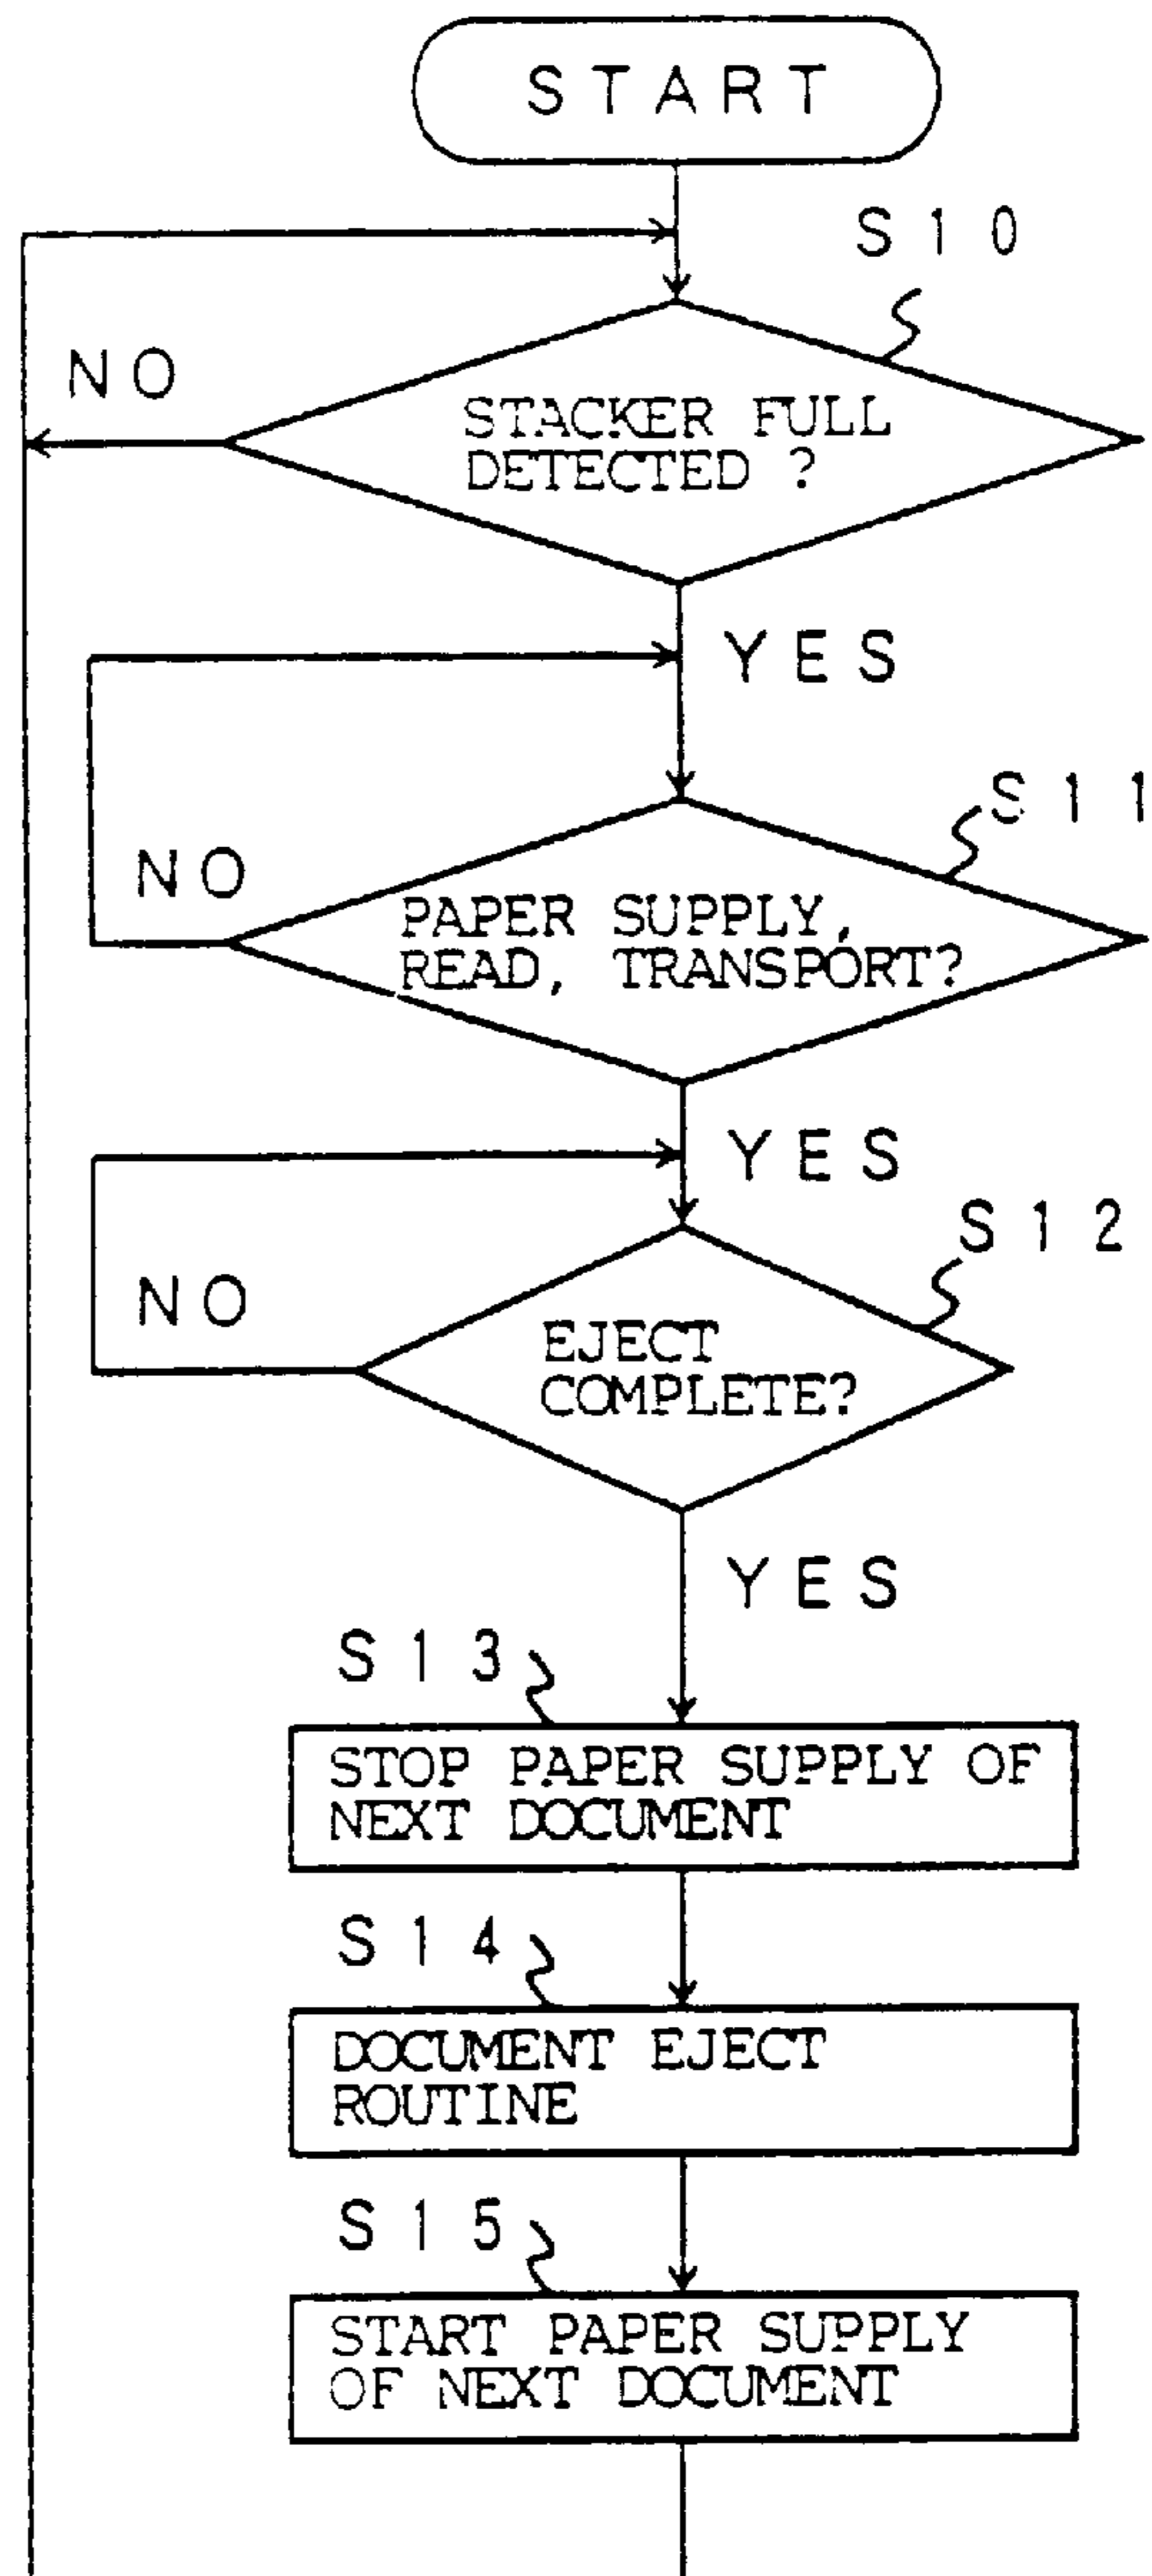 START
S10
NO
STACKER FULL
DETECTED ?
YES
S11
NO
PAPER SUPPLY,
READ, TRANSPORT?
YES
S12
NO
EJECT
COMPLETE?
YES
S13
STOP PAPER SUPPLY OF
NEXT DOCUMENT
S14
DOCUMENT EJECT
ROUTINE
S15
START PAPER SUPPLY
OF NEXT DOCUMENT